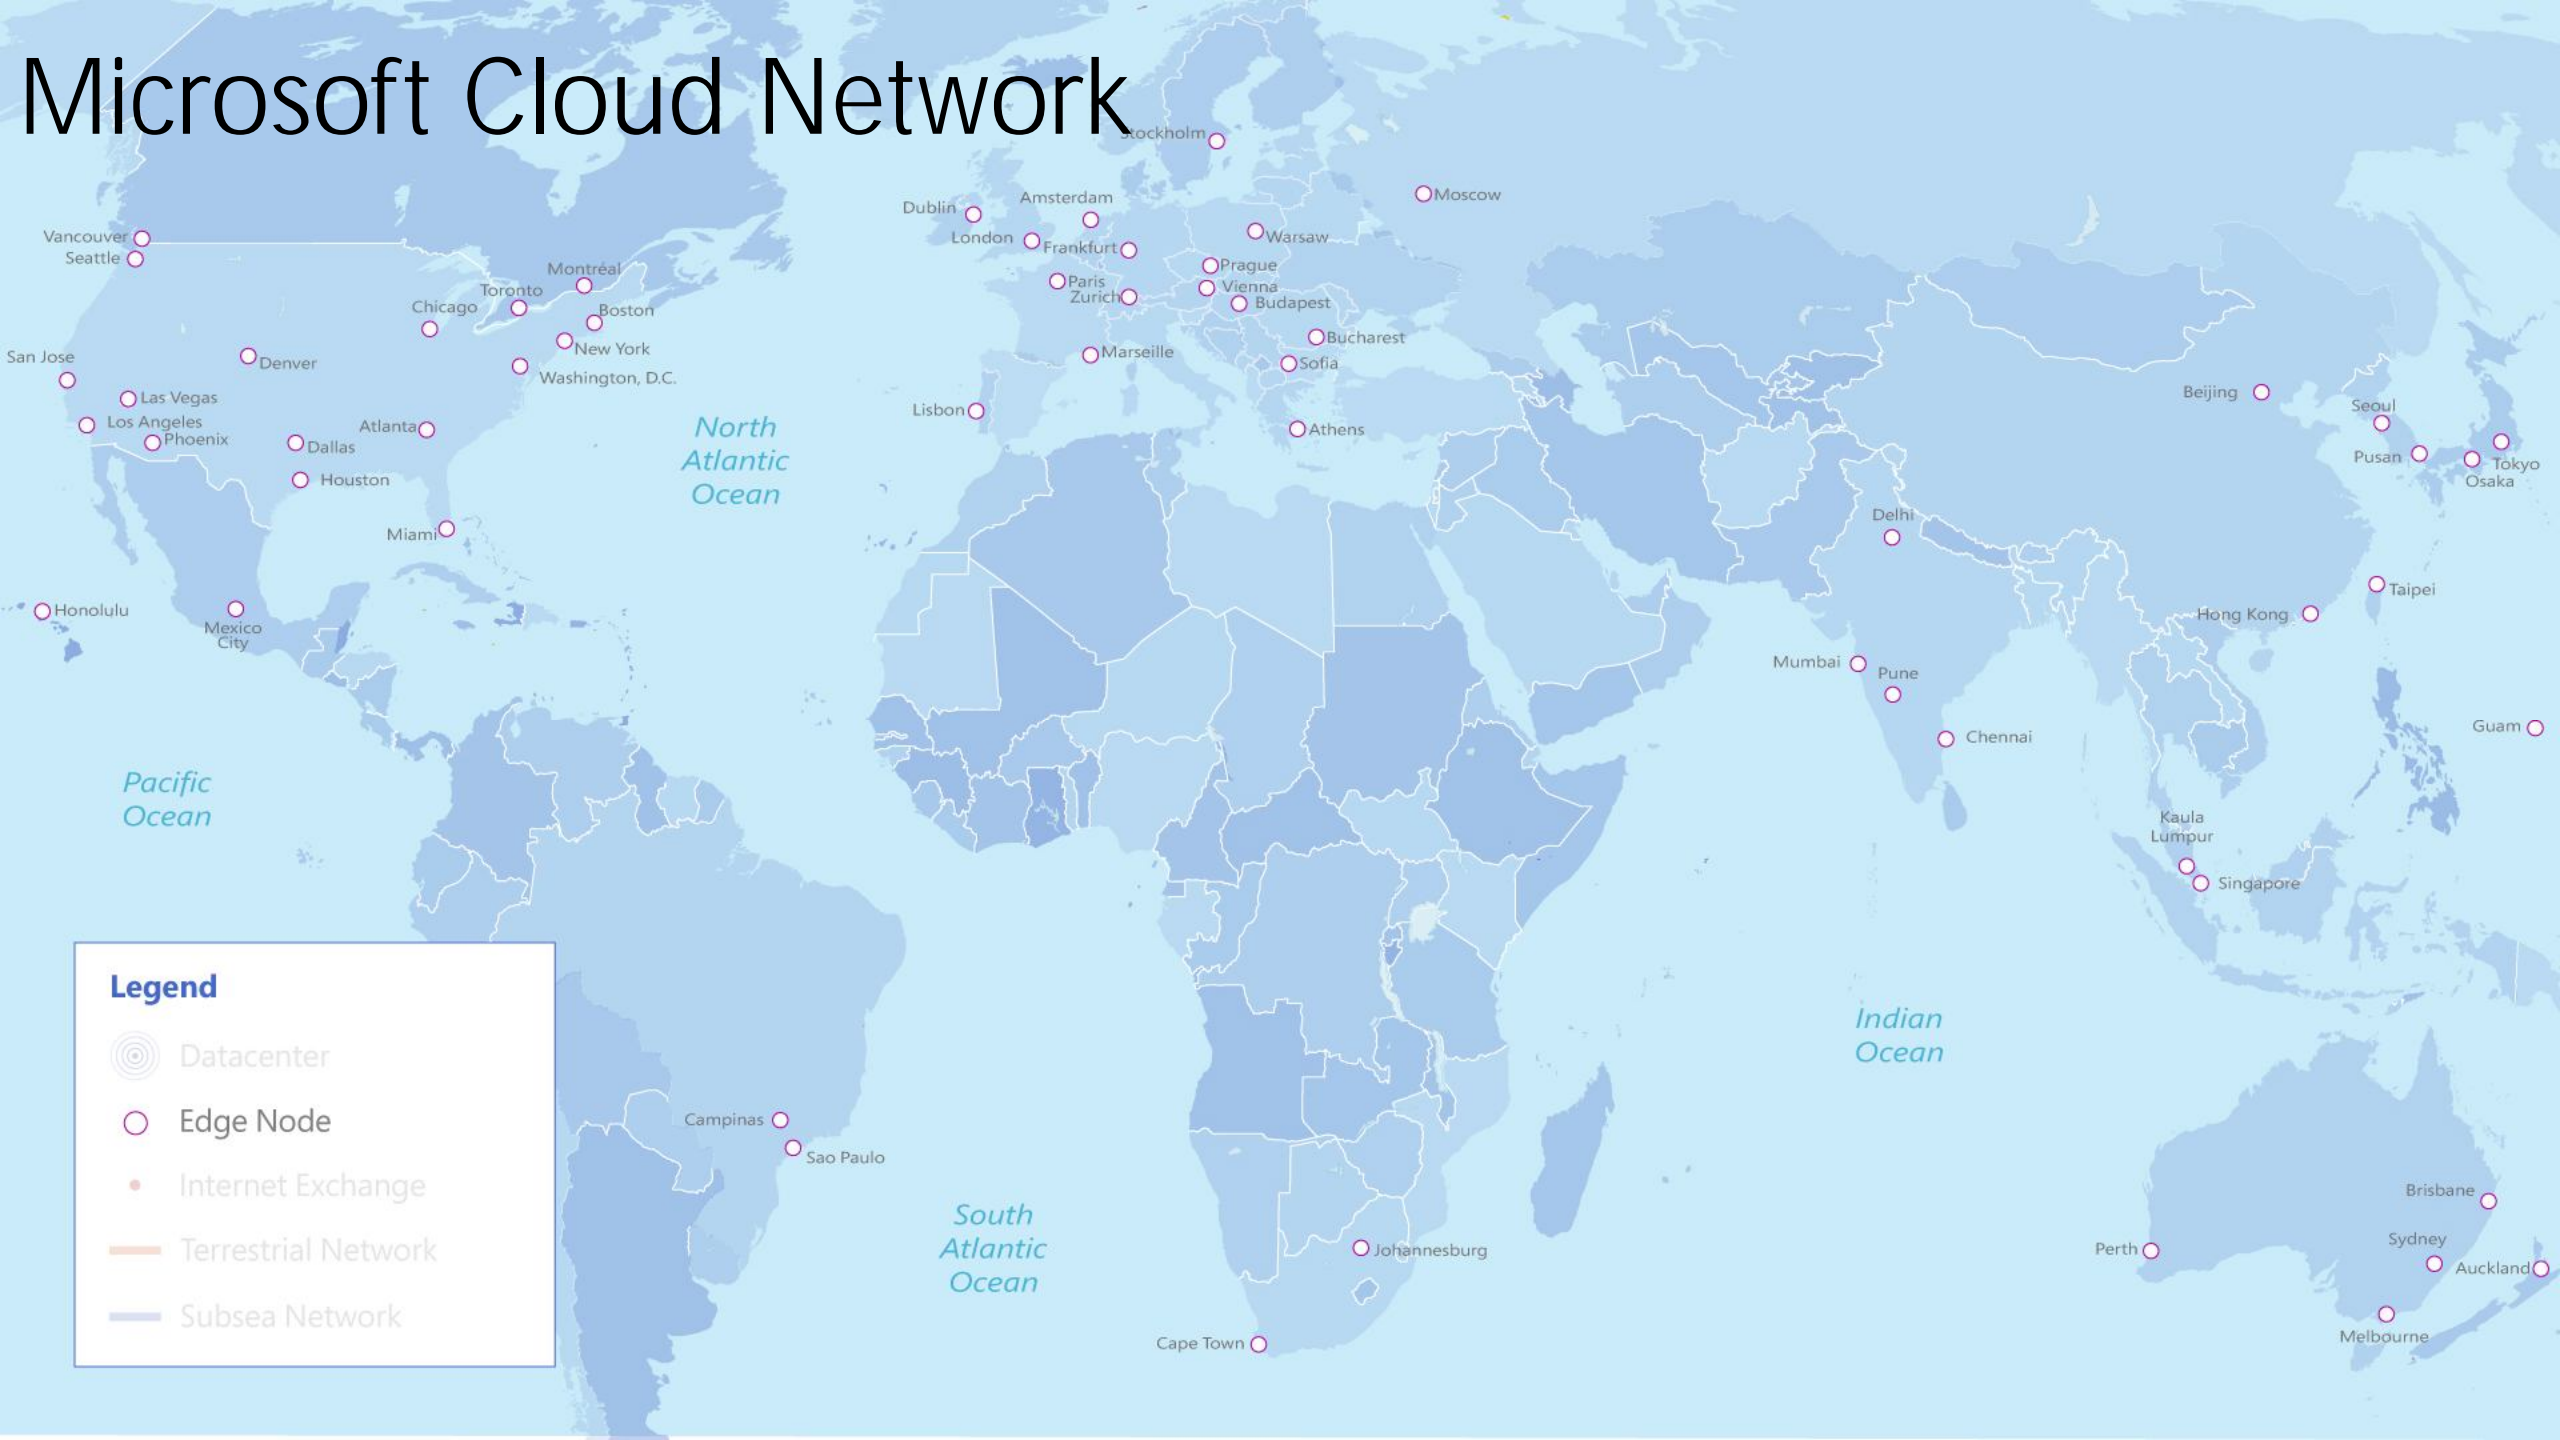 Microsoft Cloud Network
Stockholm
Moscow
Dublin
Amsterdam
London
Frankfurt
Warsaw
Prague
Paris
Vienna
Zurich
Budapest
Bucharest
Marseille
Sofia
Lisbon
Athens
Vancouver
Seattle
Montréal
Toronto
Chicago
Boston
New York
San Jose
Denver
Washington, D.C.
Las Vegas
Los Angeles
Phoenix
Atlanta
Dallas
Houston
Miami
Honolulu
Mexico
City
North
Atlantic
Ocean
Beijing
Seoul
Pusan
Tokyo
Osaka
Delhi
Taipei
Hong Kong
Mumbai
Pune
Chennai
Guam
Kaula
Lumpur
Singapore
Pacific
Ocean
Indian
Ocean
Campinas
Sao Paulo
South
Atlantic
Ocean
Johannesburg
Cape Town
Brisbane
Perth
Sydney
Auckland
Melbourne
Legend
Datacenter
Edge Node
Internet Exchange
Terrestrial Network
Subsea Network